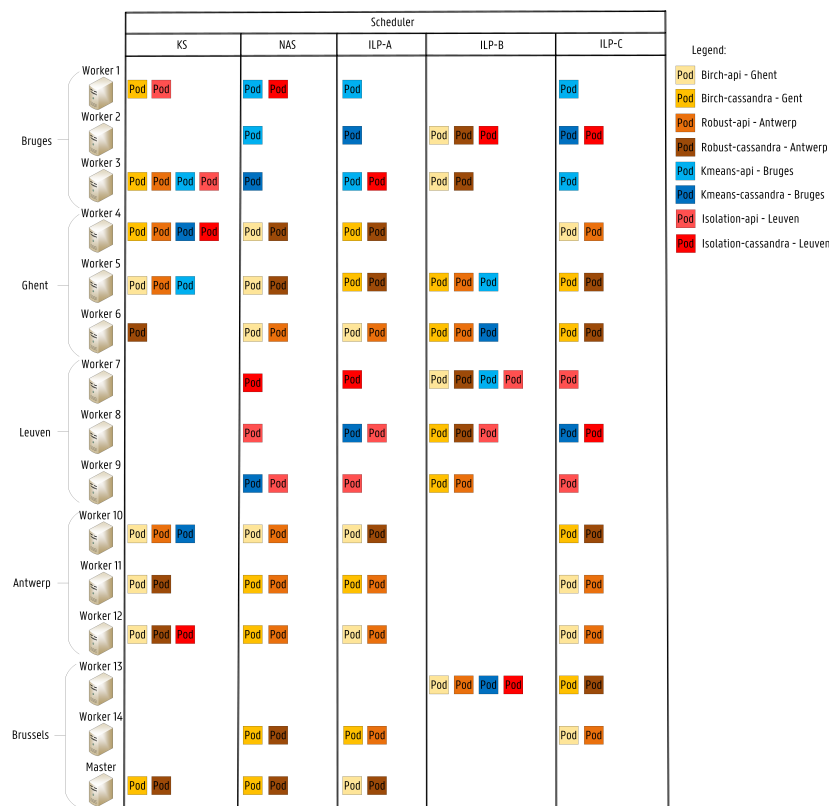 Scheduler
KS NAS ILP-A ILP-B ILP-C
Legend:
Pod Birch-api - Ghent
Pod Birch-cassandra - Gent
Pod Robust-api - Antwerp
Pod Robust-cassandra - Antwerp
Pod Kmeans-api - Bruges
Pod Kmeans-cassandra - Bruges
Pod Isolation-api - Leuven
Pod Isolation-cassandra - Leuven
Bruges
Worker 1
Pod Pod Pod Pod Pod Pod
Worker 2
Pod Pod Pod Pod Pod Pod Pod
Worker 3
Pod Pod Pod Pod Pod Pod Pod Pod Pod Pod
Ghent
Worker 4
Pod Pod Pod Pod Pod Pod Pod Pod Pod Pod
Worker 5
Pod Pod Pod Pod Pod Pod Pod Pod Pod Pod Pod Pod
Worker 6
Pod Pod Pod Pod Pod Pod Pod Pod Pod Pod
Leuven
Worker 7
Pod Pod Pod Pod Pod Pod Pod
Worker 8
Pod Pod Pod Pod Pod Pod Pod Pod
Worker 9
Pod Pod Pod Pod Pod Pod
Antwerp
Worker 10
Pod Pod Pod Pod Pod Pod Pod Pod Pod
Worker 11
Pod Pod Pod Pod Pod Pod Pod Pod
Worker 12
Pod Pod Pod Pod Pod Pod Pod Pod Pod
Brussels
Worker 13
Pod Pod Pod Pod Pod Pod
Worker 14
Pod Pod Pod Pod Pod Pod
Master
Pod Pod Pod Pod Pod Pod